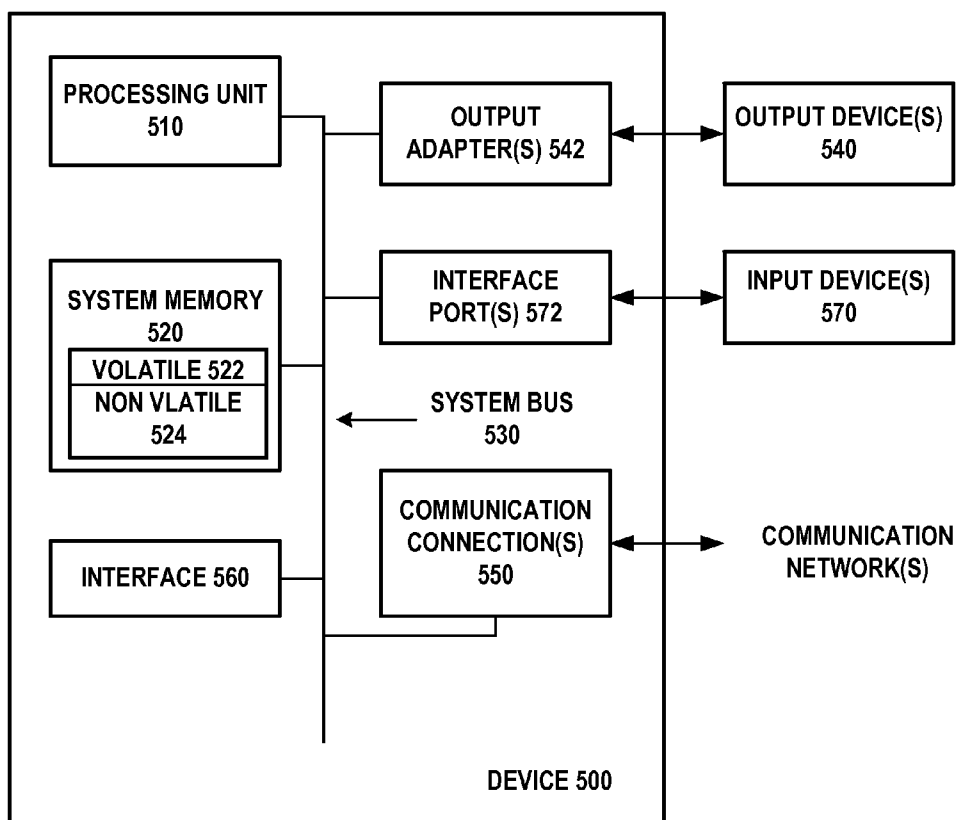 PROCESSING UNIT
510
OUTPUT
ADAPTER(S) 542
OUTPUT DEVICE(S)
540
SYSTEM MEMORY
520
VOLATILE 522
NON VLATILE
524
INTERFACE
PORT(S) 572
INPUT DEVICE(S)
570
SYSTEM BUS
530
INTERFACE 560
COMMUNICATION
CONNECTION(S)
550
COMMUNICATION
NETWORK(S)
DEVICE 500